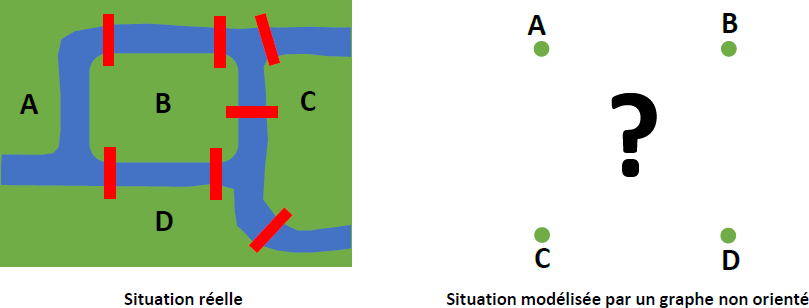 A
B
C
D
A
B
?
C
D
Situation réelle
Situation modélisée par un graphe non orienté